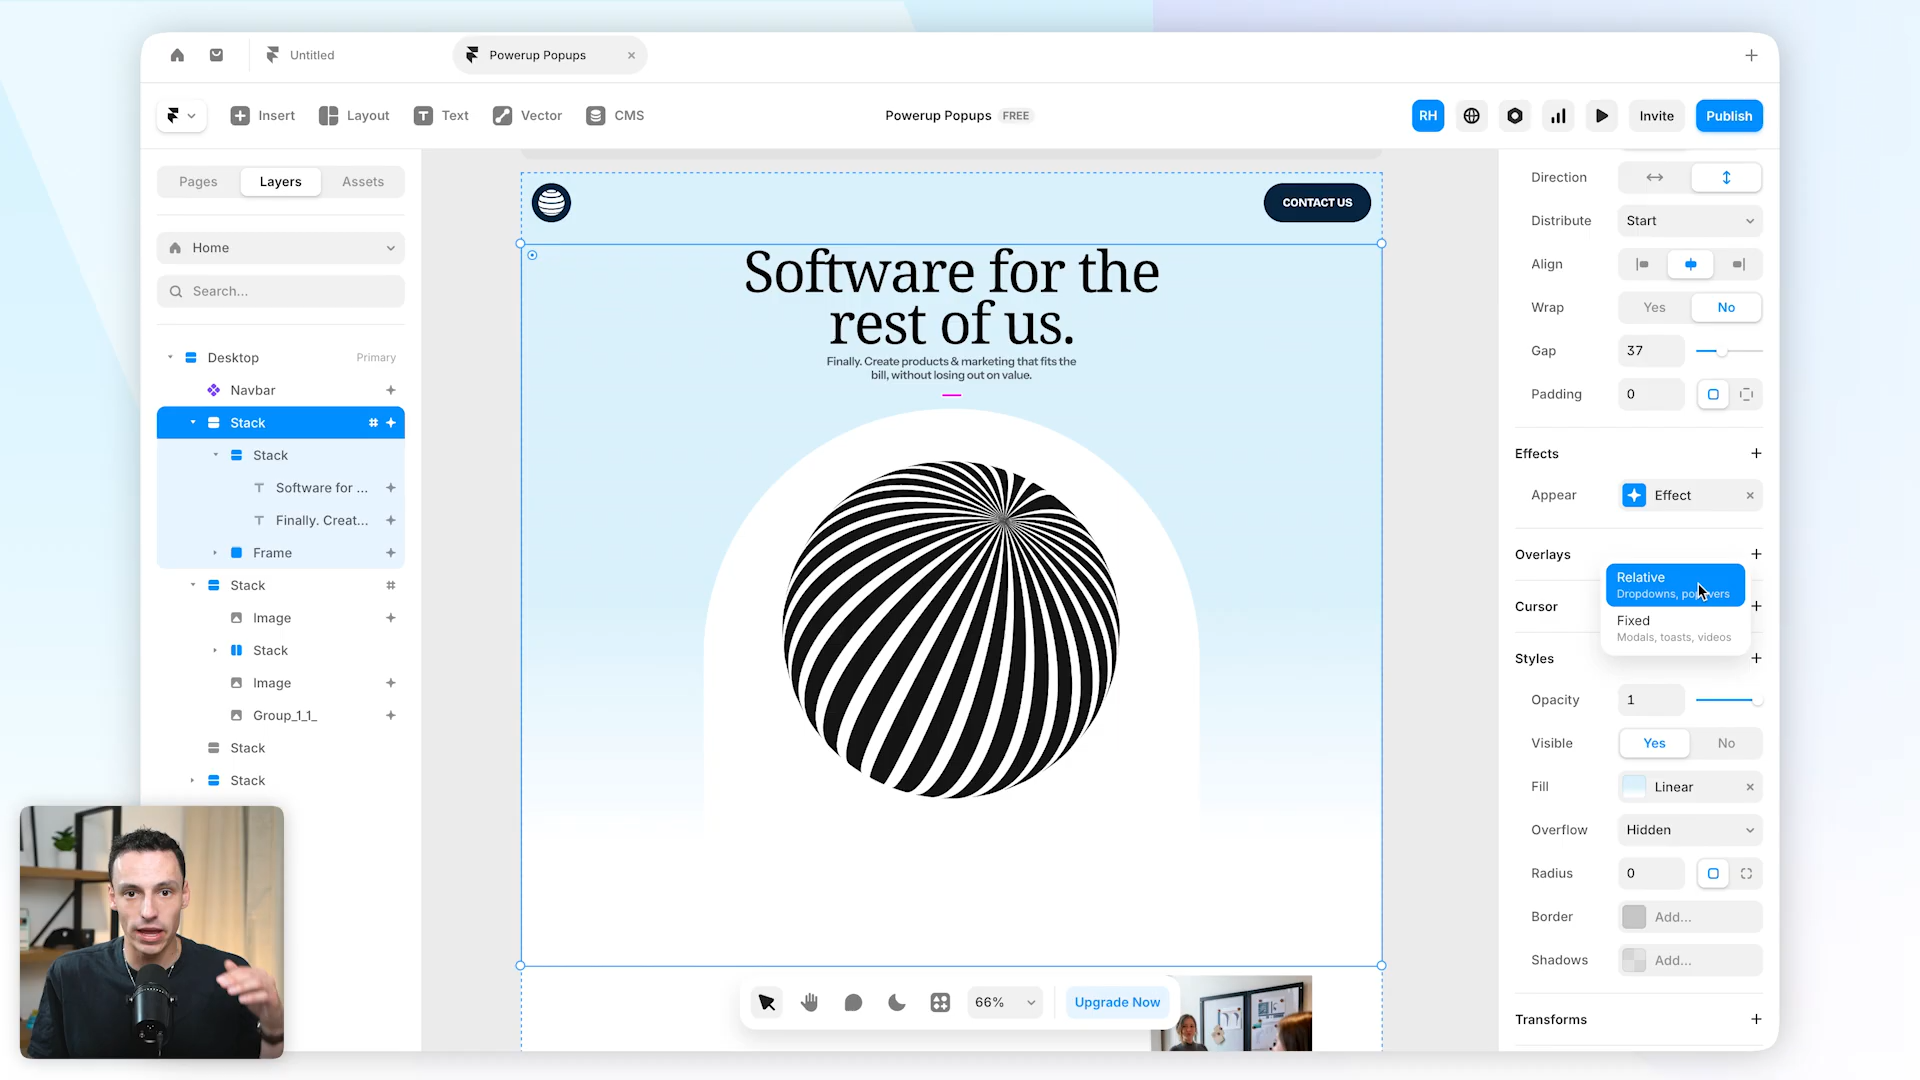 Untitled
Powerup Popups
Insert
Layout
Text
Vector
CMS
Powerup Popups FREE
RH
Invite
Publish
Pages
Layers
Assets
Home
Search...
Desktop
Primary
Navbar
Stack
Stack
Software for ...
Finally. Creat...
Frame
Stack
Image
Stack
Image
Group_1_1_
Stack
Stack
CONTACT US
Software for the
rest of us.
Finally. Create products & marketing that fits the
bill, without losing out on value.
66%
Upgrade Now
Direction
Distribute
Start
Align
Wrap
Yes
No
Gap
37
Padding
0
Effects
Appear
Effect
Overlays
Relative
Dropdowns, popovers
Fixed
Modals, toasts, videos
Cursor
Styles
Opacity
1
Visible
Yes
No
Fill
Linear
Overflow
Hidden
Radius
0
Border
Add...
Shadows
Add...
Transforms